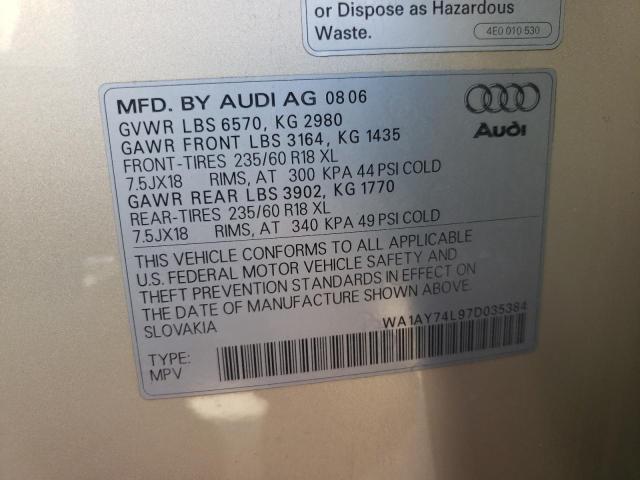 or Dispose as Hazardous
Waste.
4E0 010 530
MFD. BY AUDI AG 08 06
GVWR LBS 6570, KG 2980
GAWR FRONT LBS 3164, KG 1435
FRONT-TIRES 235/60 R18 XL
7.5JX18 RIMS, AT 300 KPA 44 PSI COLD
GAWR REAR LBS 3902, KG 1770
REAR-TIRES 235/60 R18 XL
7.5JX18 RIMS, AT 340 KPA 49 PSI COLD
Audi
THIS VEHICLE CONFORMS TO ALL APPLICABLE
U.S. FEDERAL MOTOR VEHICLE SAFETY AND
THEFT PREVENTION STANDARDS IN EFFECT ON
THE DATE OF MANUFACTURE SHOWN ABOVE.
SLOVAKIA
WA1AY74L97D035384
TYPE:
MPV